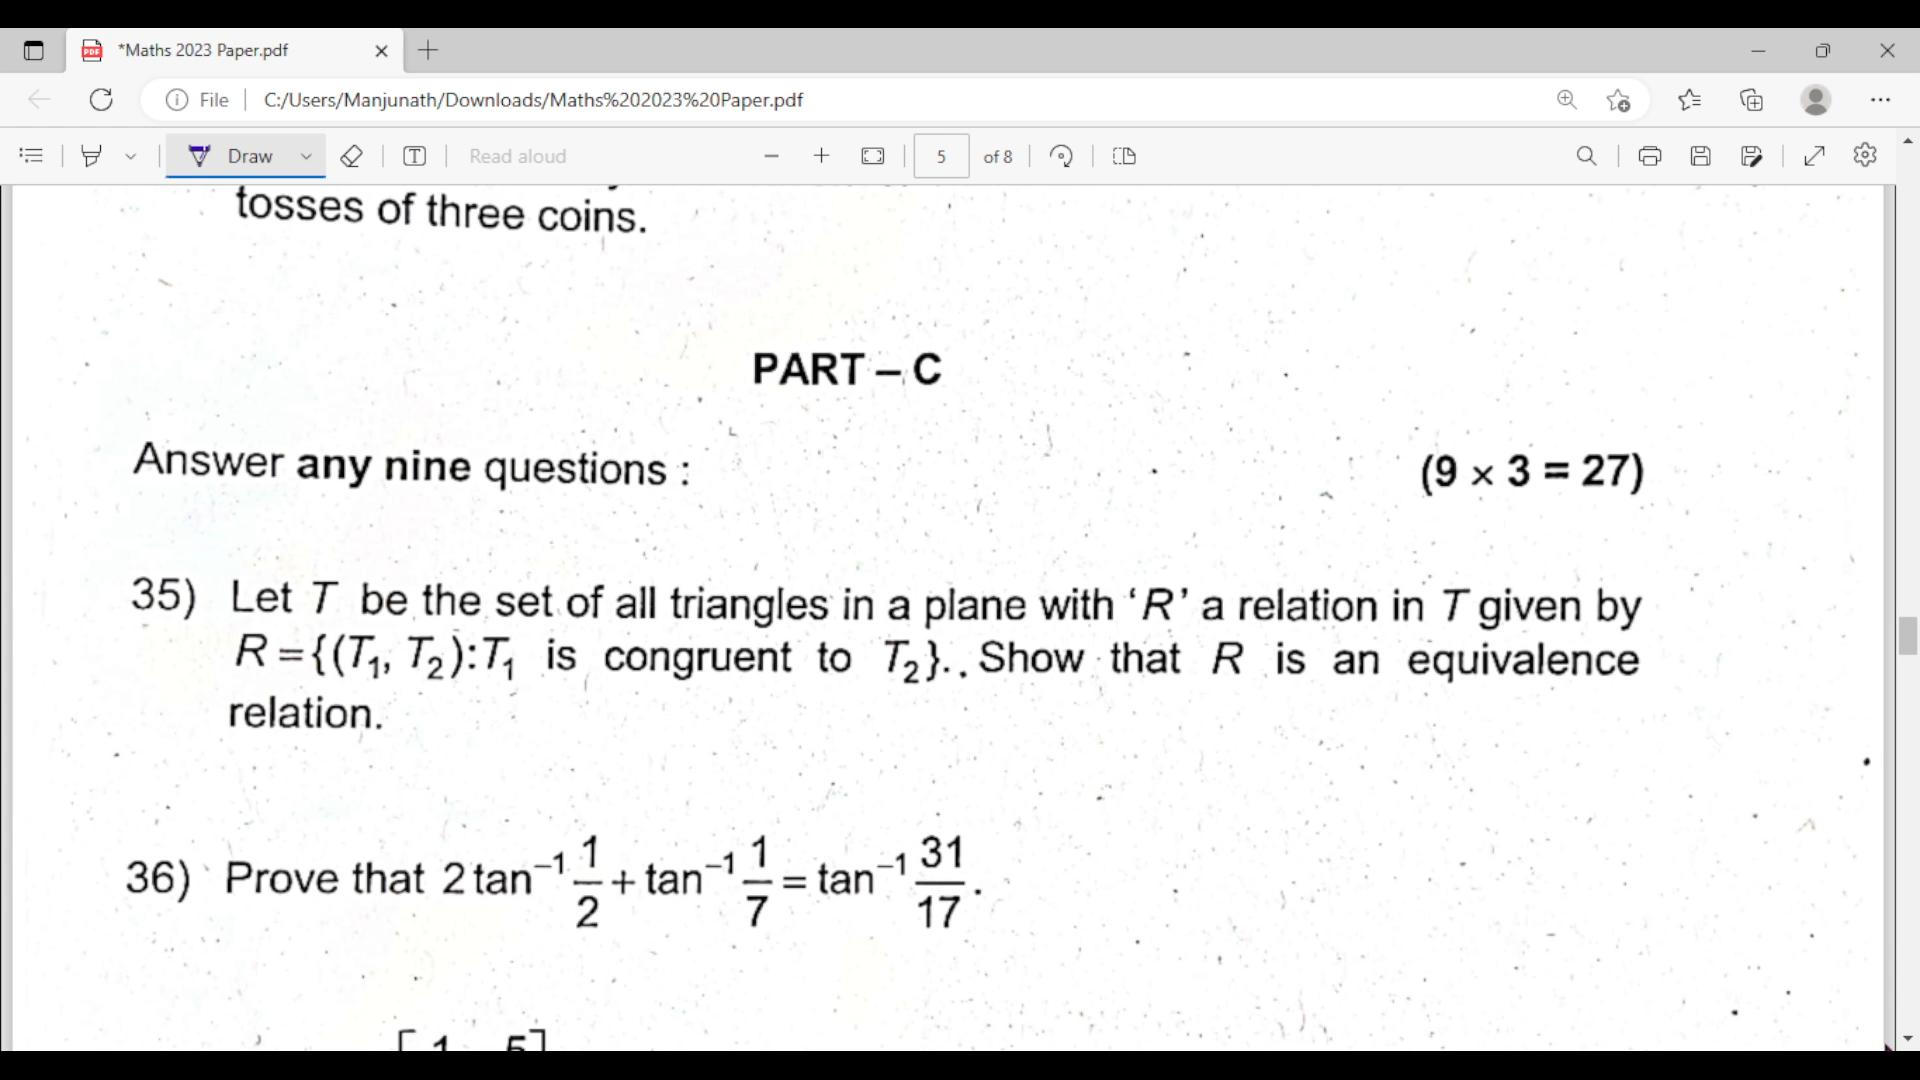 *Maths 2023 Paper.pdf
File
C:/Users/Manjunath/Downloads/Maths%202023%20Paper.pdf
Draw
Read aloud
5 of 8
tosses of three coins.
PART – C
Answer any nine questions :
(9 × 3 = 27)
35) Let T be the set of all triangles in a plane with ‘R’ a relation in T given by
R = {(T₁, T₂) : T₁ is congruent to T₂}. Show that R is an equivalence
relation.
36) Prove that 2 tan⁻¹ 1/2 + tan⁻¹ 1/7 = tan⁻¹ 31/17.